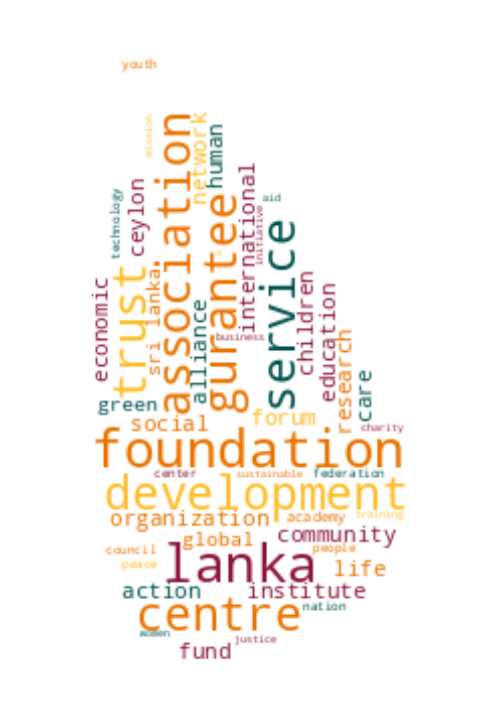 youth
mission
association
network
human
technology
ceylon
international
aid
initiative
gurantee
service
trust
sri lanka
economic
alliance
business
children
education
research
care
green
social
forum
charity
foundation
center
sustainable
federation
development
organization
academy
training
global
community
council
people
peace
lanka
life
action
institute
centre
nation
women
justice
fund